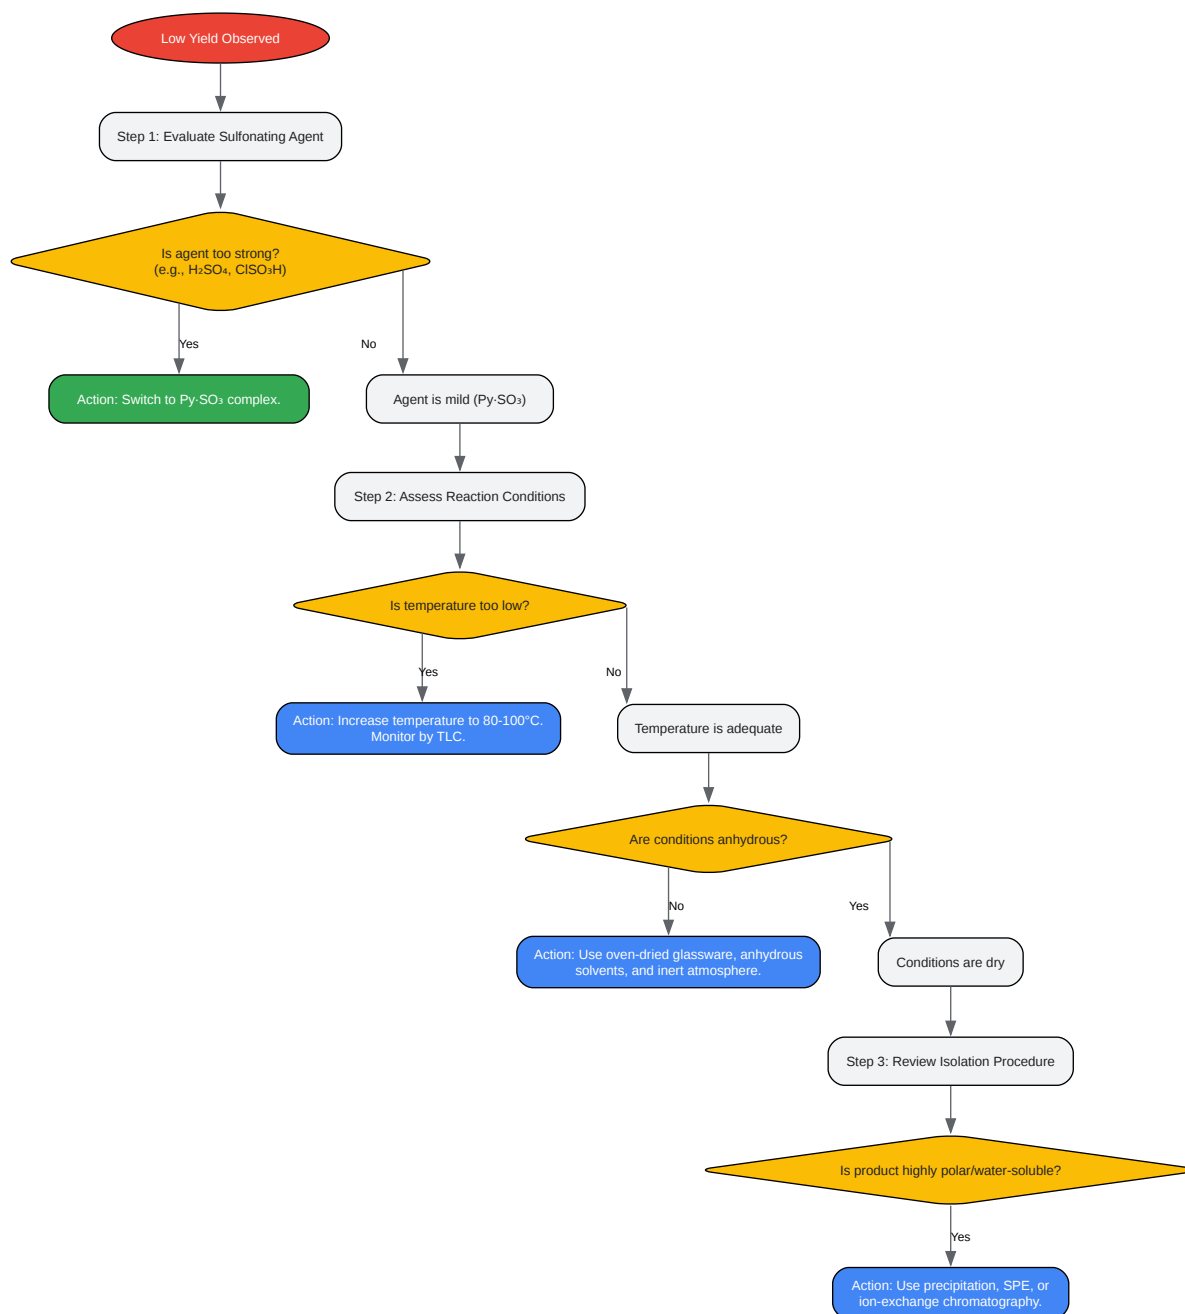 Low Yield Observed
Step 1: Evaluate Sulfonating Agent
Is agent too strong?
(e.g., H₂SO₄, ClSO₃H)
Yes
No
Action: Switch to Py·SO₃ complex.
Agent is mild (Py·SO₃)
Step 2: Assess Reaction Conditions
Is temperature too low?
Yes
No
Action: Increase temperature to 80-100°C.
Monitor by TLC.
Temperature is adequate
Are conditions anhydrous?
No
Yes
Action: Use oven-dried glassware, anhydrous
solvents, and inert atmosphere.
Conditions are dry
Step 3: Review Isolation Procedure
Is product highly polar/water-soluble?
Yes
Action: Use precipitation, SPE, or
ion-exchange chromatography.